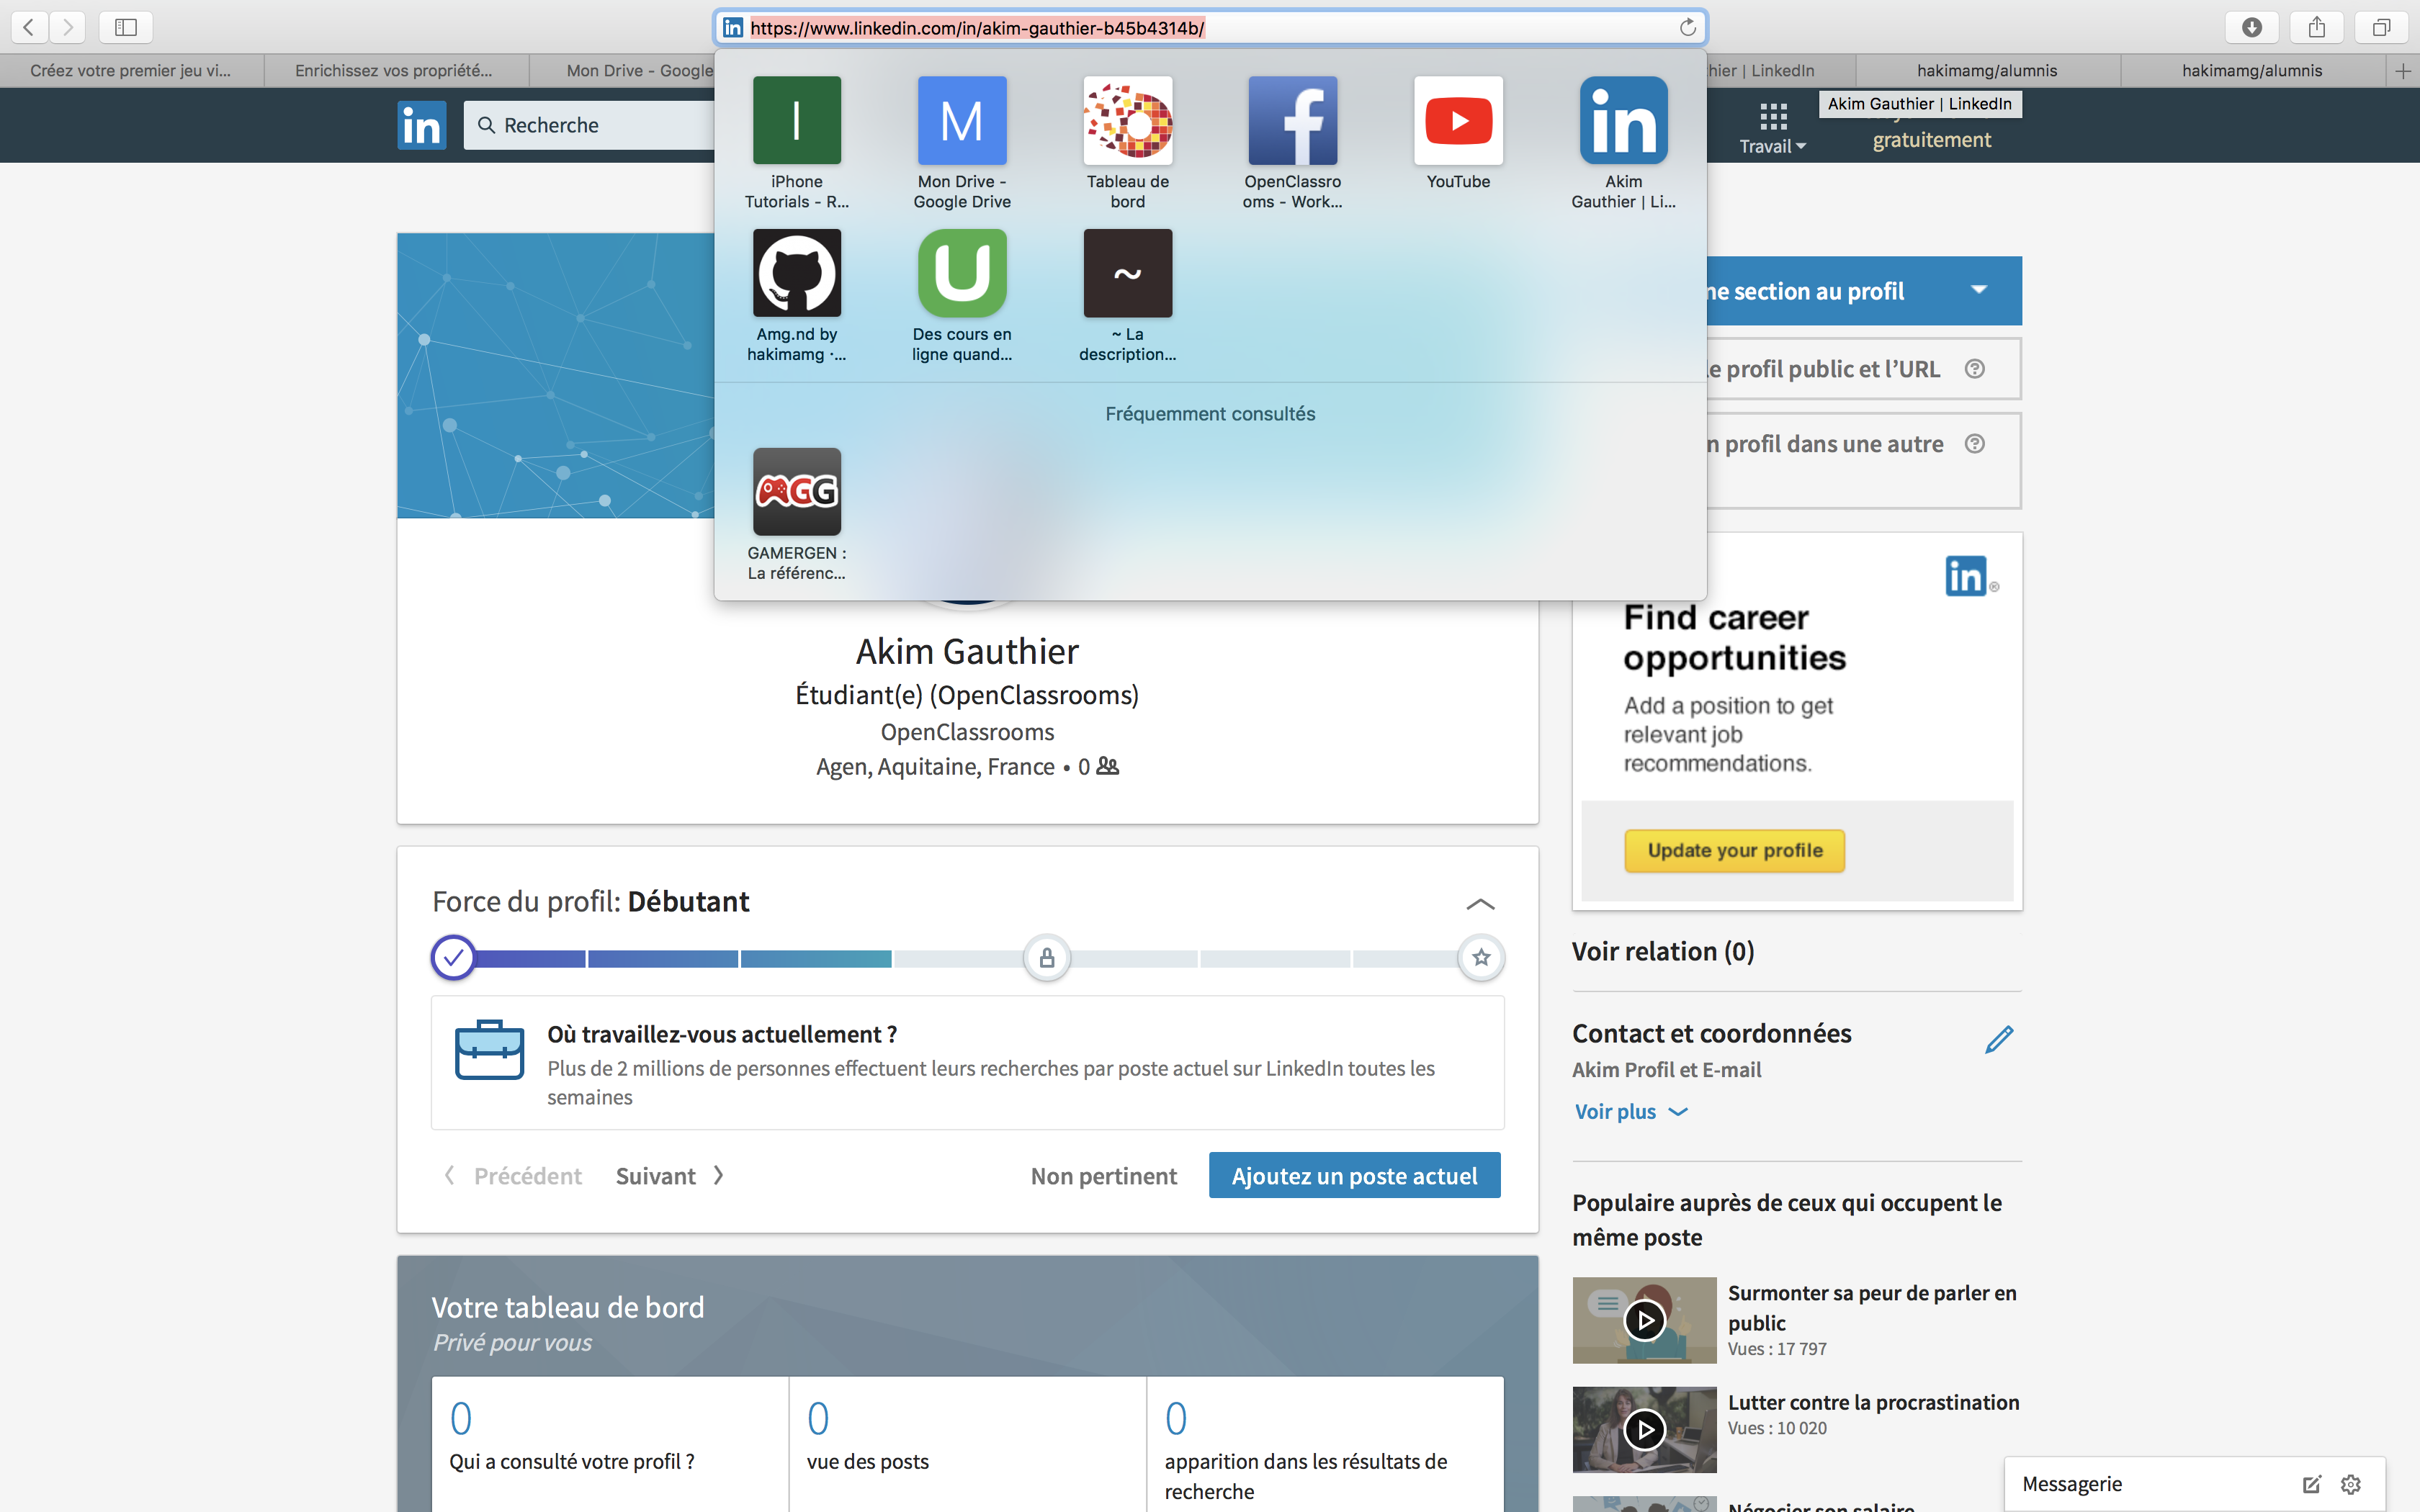 https://www.linkedin.com/in/akim-gauthier-b45b4314b/
Créez votre premier jeu vi...
Enrichissez vos propriété...
Mon Drive - Google
hier | LinkedIn
hakimamg/alumnis
hakimamg/alumnis
in
Recherche
Travail
Akim Gauthier | LinkedIn
gratuitement
I
M
in
iPhone
Tutorials - R...
Mon Drive -
Google Drive
Tableau de
bord
OpenClassro
oms - Work...
YouTube
Akim
Gauthier | Li...
U
~
Amg.nd by
hakimamg ·...
Des cours en
ligne quand...
~ La
description...
Fréquemment consultés
GG
GAMERGEN :
La référenc...
ne section au profil
le profil public et l’URL
n profil dans une autre
Akim Gauthier
Étudiant(e) (OpenClassrooms)
OpenClassrooms
Agen, Aquitaine, France • 0
in
Find career
opportunities
Add a position to get
relevant job
recommendations.
Update your profile
Force du profil: Débutant
Où travaillez-vous actuellement ?
Plus de 2 millions de personnes effectuent leurs recherches par poste actuel sur LinkedIn toutes les
semaines
Précédent
Suivant
Non pertinent
Ajoutez un poste actuel
Voir relation (0)
Contact et coordonnées
Akim Profil et E-mail
Voir plus
Populaire auprès de ceux qui occupent le
même poste
Surmonter sa peur de parler en
public
Vues : 17 797
Lutter contre la procrastination
Vues : 10 020
Négocier son salaire
Votre tableau de bord
Privé pour vous
0
Qui a consulté votre profil ?
0
vue des posts
0
apparition dans les résultats de
recherche
Messagerie